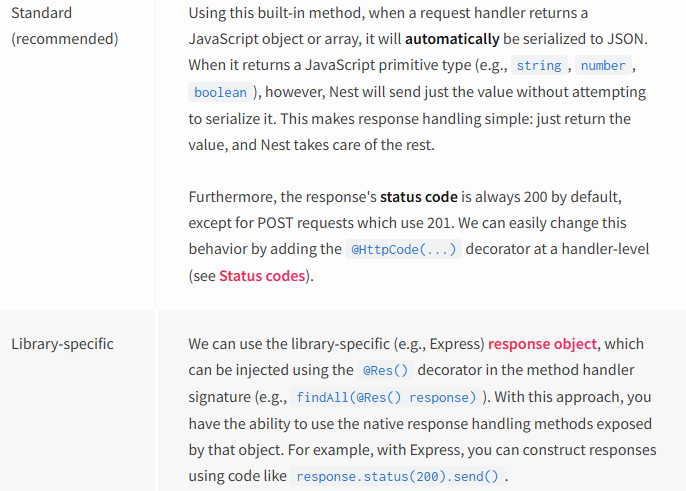 Standard
(recommended)
Using this built-in method, when a request handler returns a
JavaScript object or array, it will automatically be serialized to JSON.
When it returns a JavaScript primitive type (e.g., string, number,
boolean), however, Nest will send just the value without attempting
to serialize it. This makes response handling simple: just return the
value, and Nest takes care of the rest.
Furthermore, the response's status code is always 200 by default,
except for POST requests which use 201. We can easily change this
behavior by adding the @HttpCode(...) decorator at a handler-level
(see Status codes).
Library-specific
We can use the library-specific (e.g., Express) response object, which
can be injected using the @Res() decorator in the method handler
signature (e.g., findAll(@Res() response)). With this approach, you
have the ability to use the native response handling methods exposed
by that object. For example, with Express, you can construct responses
using code like response.status(200).send().